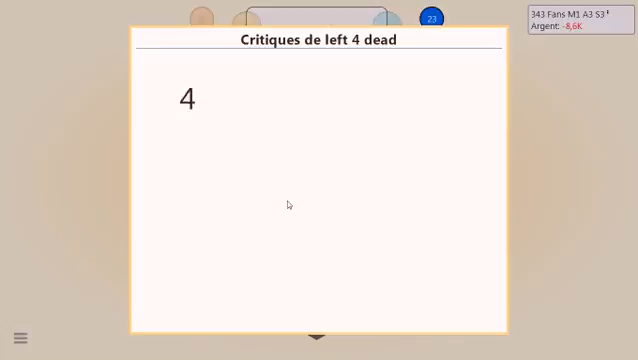 23
343 Fans M1 A3 S3
Argent: -8,6K
Critiques de left 4 dead
4